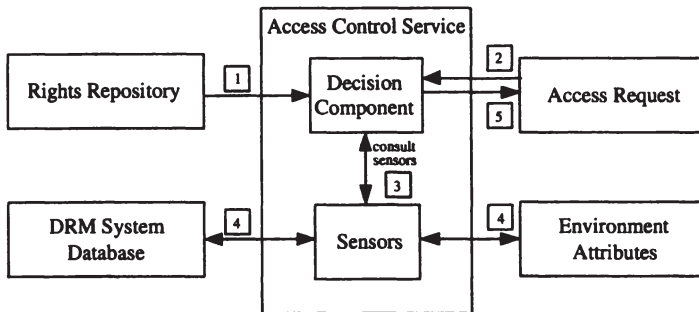 Access Control Service
Rights Repository
1
Decision
Component
2
5
Access Request
consult
sensors
3
DRM System
Database
4
Sensors
4
Environment
Attributes